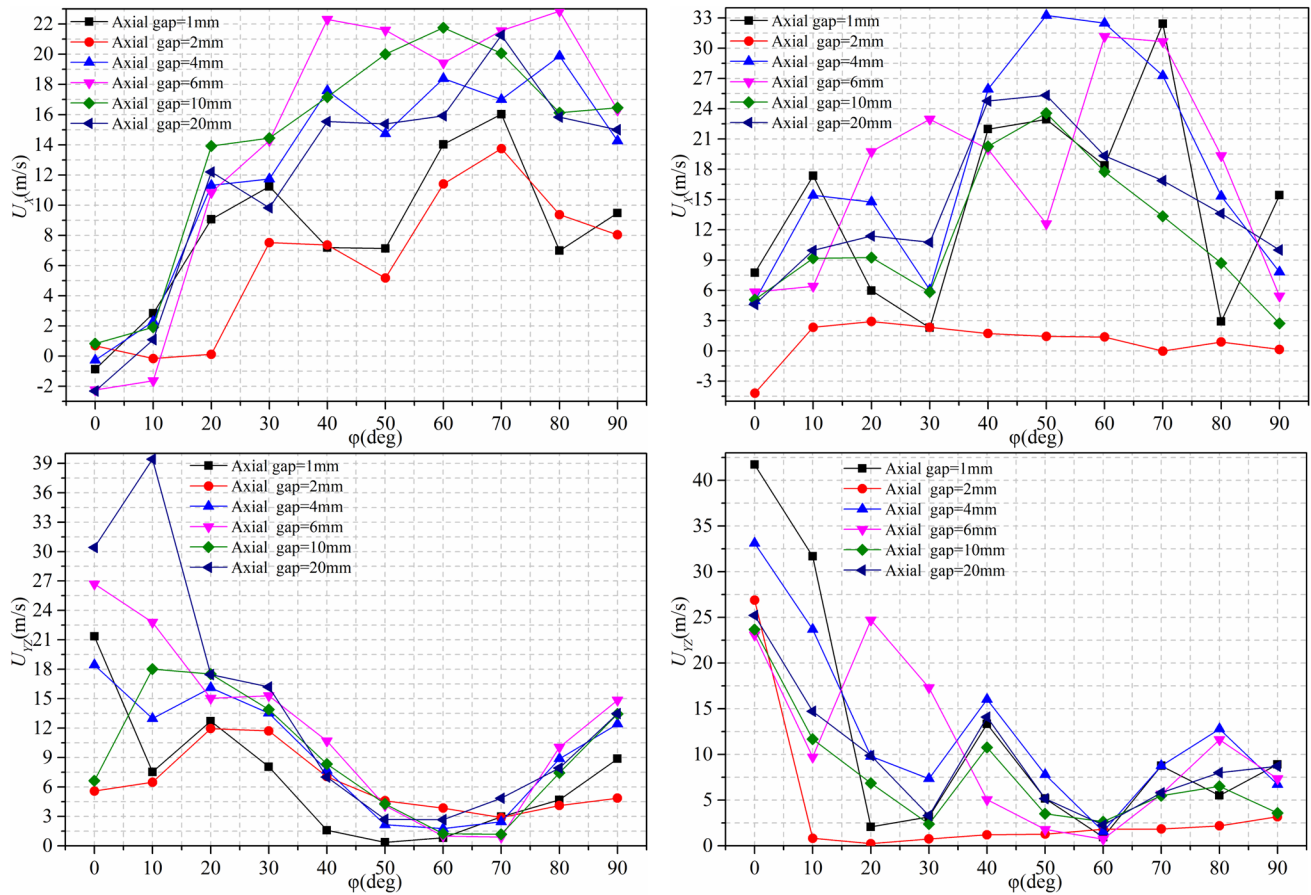 22
20
18
16
14
12
10
8
6
4
2
0
-2
U_X(m/s)
Axial gap=1mm
Axial gap=2mm
Axial gap=4mm
Axial gap=6mm
Axial gap=10mm
Axial gap=20mm
0 10 20 30 40 50 60 70 80 90
φ(deg)
33
30
27
24
21
18
15
12
9
6
3
0
-3
U_X(m/s)
Axial gap=1mm
Axial gap=2mm
Axial gap=4mm
Axial gap=6mm
Axial gap=10mm
Axial gap=20mm
0 10 20 30 40 50 60 70 80 90
φ(deg)
39
36
33
30
27
24
21
18
15
12
9
6
3
0
U_YZ(m/s)
Axial gap=1mm
Axial gap=2mm
Axial gap=4mm
Axial gap=6mm
Axial gap=10mm
Axial gap=20mm
0 10 20 30 40 50 60 70 80 90
φ(deg)
40
35
30
25
20
15
10
5
0
U_YZ(m/s)
Axial gap=1mm
Axial gap=2mm
Axial gap=4mm
Axial gap=6mm
Axial gap=10mm
Axial gap=20mm
0 10 20 30 40 50 60 70 80 90
φ(deg)